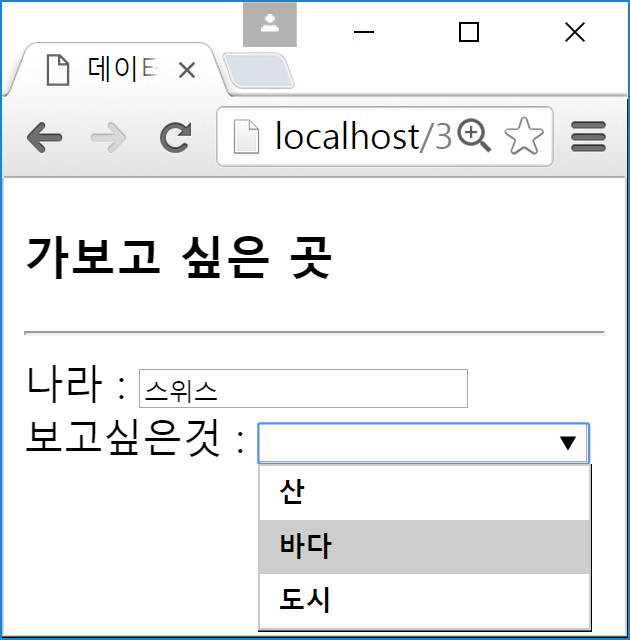 데이터
localhost/3
가보고 싶은 곳
나라 : 스위스
보고싶은것 :
산
바다
도시